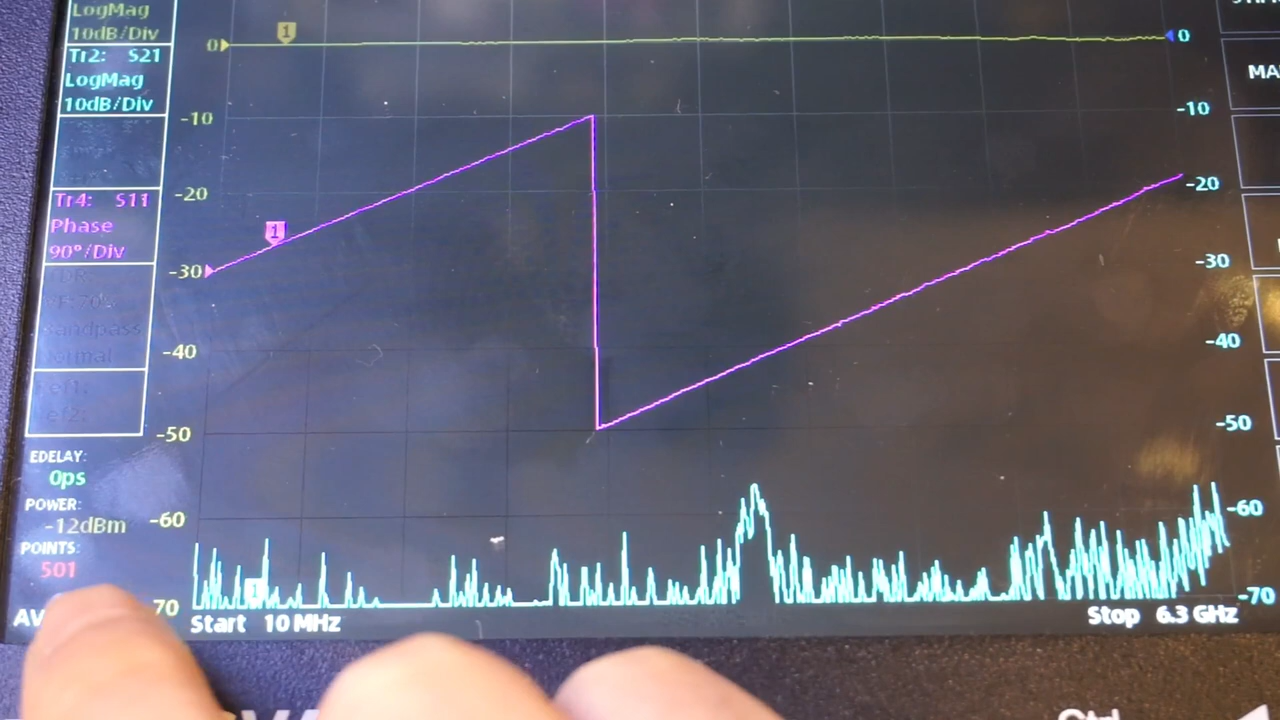 LogMag
10dB/Div
Tr2: S21
LogMag
10dB/Div
Tr4: S11
Phase
90°/Div
EDELAY:
0ps
POWER:
-12dBm
POINTS:
501
AV
0
-10
-20
-30
-40
-50
-60
70
1
1
0
-10
-20
-30
-40
-50
-60
-70
Start 10 MHz
Stop 6.3 GHz
MA